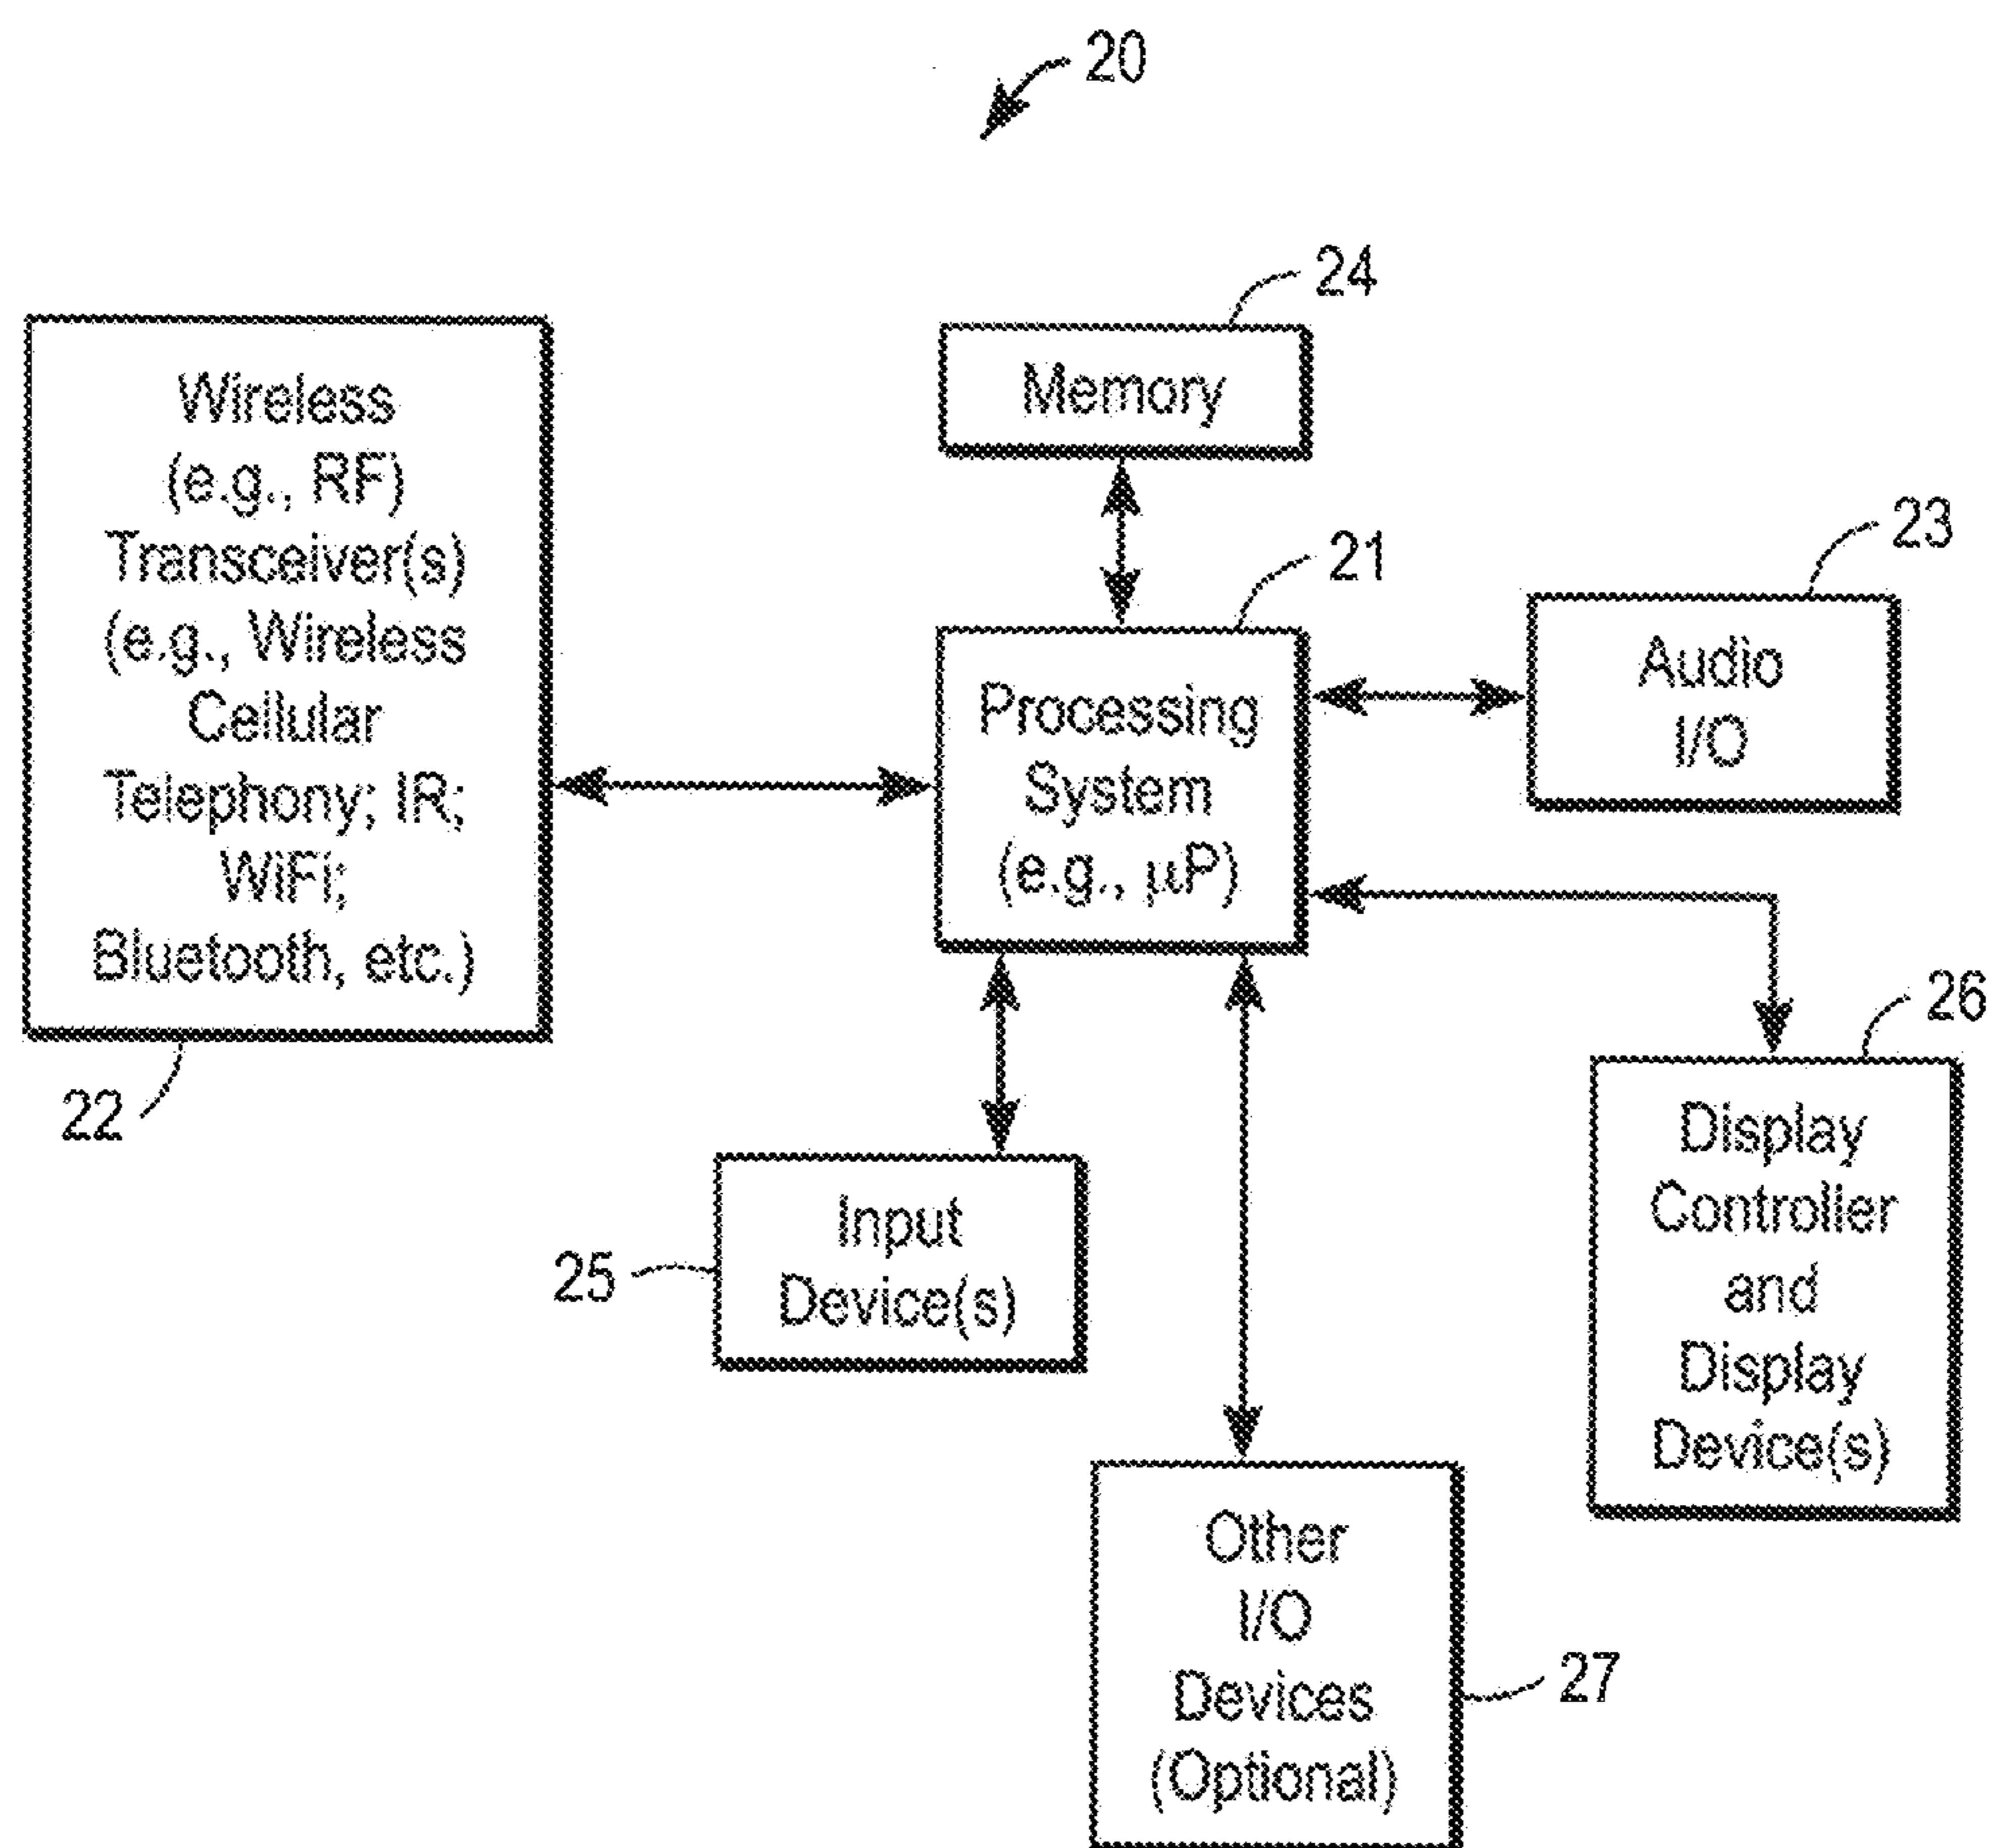 20
24
Memory
Wireless
(e.g., RF)
Transceiver(s)
(e.g., Wireless
Cellular
Telephony; IR;
WiFi;
Bluetooth, etc.)
22
21
Processing
System
(e.g., μP)
23
Audio
I/O
25
Input
Device(s)
26
Display
Controller
and
Display
Device(s)
Other
I/O
Devices
(Optional)
27